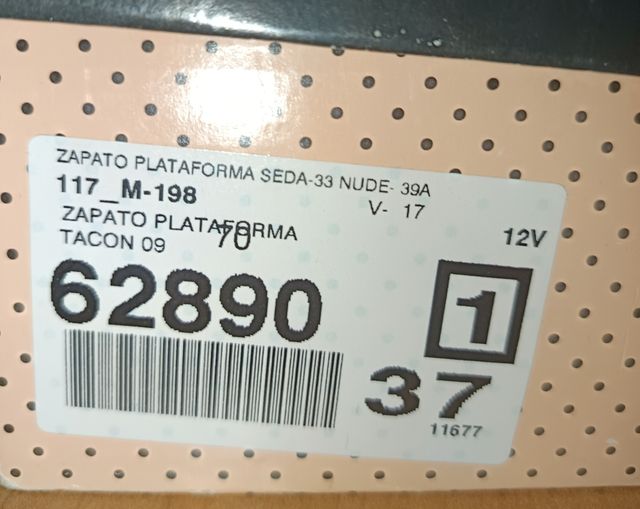 ZAPATO PLATAFORMA SEDA-33 NUDE- 39A
117_M-198
V- 17
ZAPATO PLATAFORMA
70
12V
TACON 09
62890
1
37
11677